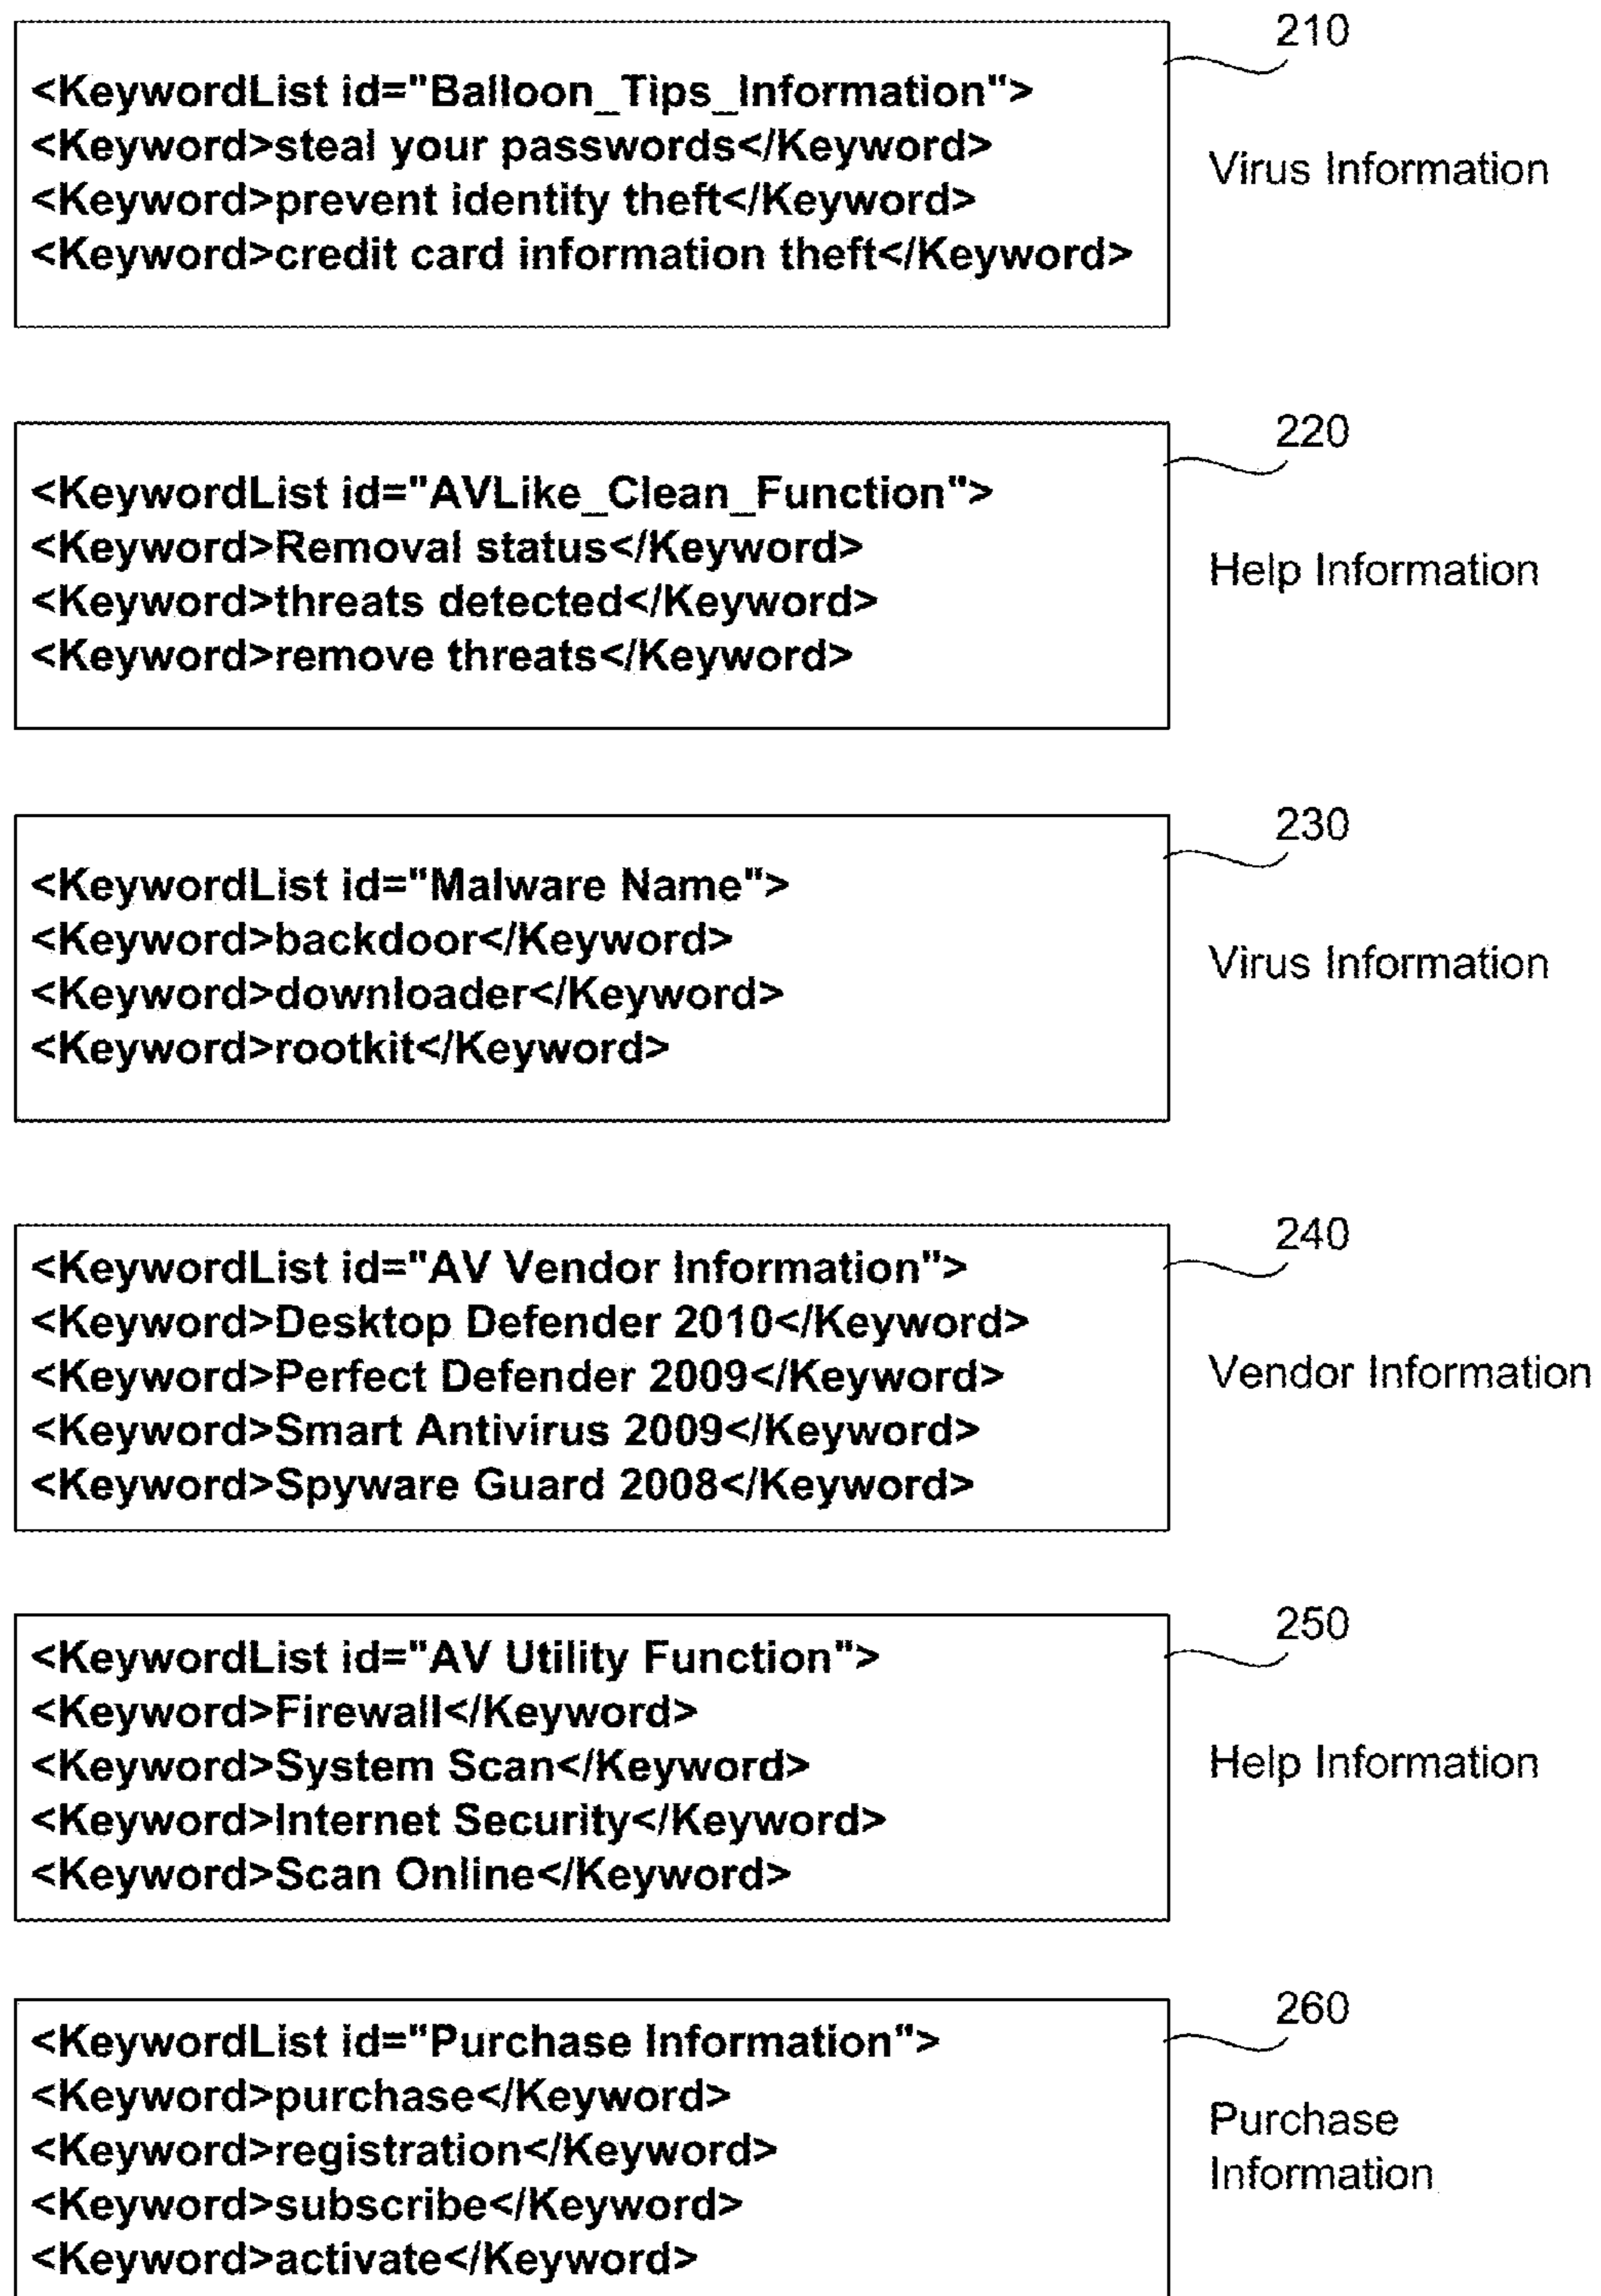 210
<KeywordList id="Balloon_Tips_Information">
<Keyword>steal your passwords</Keyword>
<Keyword>prevent identity theft</Keyword>
<Keyword>credit card information theft</Keyword>
Virus Information
220
<KeywordList id="AVLike_Clean_Function">
<Keyword>Removal status</Keyword>
<Keyword>threats detected</Keyword>
<Keyword>remove threats</Keyword>
Help Information
230
<KeywordList id="Malware Name">
<Keyword>backdoor</Keyword>
<Keyword>downloader</Keyword>
<Keyword>rootkit</Keyword>
Virus Information
240
<KeywordList id="AV Vendor Information">
<Keyword>Desktop Defender 2010</Keyword>
<Keyword>Perfect Defender 2009</Keyword>
<Keyword>Smart Antivirus 2009</Keyword>
<Keyword>Spyware Guard 2008</Keyword>
Vendor Information
250
<KeywordList id="AV Utility Function">
<Keyword>Firewall</Keyword>
<Keyword>System Scan</Keyword>
<Keyword>Internet Security</Keyword>
<Keyword>Scan Online</Keyword>
Help Information
260
<KeywordList id="Purchase Information">
<Keyword>purchase</Keyword>
<Keyword>registration</Keyword>
<Keyword>subscribe</Keyword>
<Keyword>activate</Keyword>
Purchase
Information